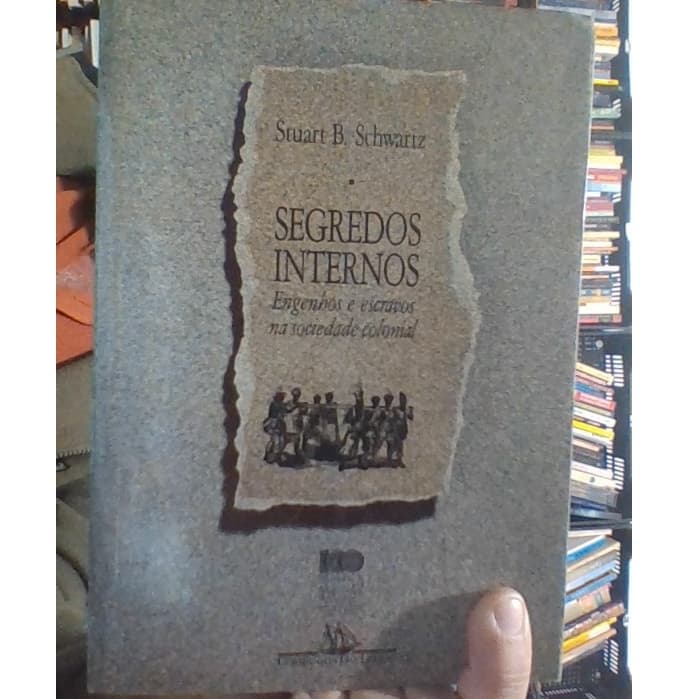 Stuart B. Schwartz
SEGREDOS
INTERNOS
Engenhos e escravos
na sociedade colonial